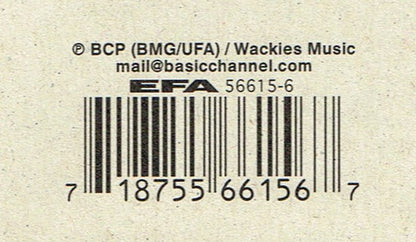 ℗ BCP (BMG/UFA) / Wackies Music
mail@basicchannel.com
EFA 56615-6
7 18755 66156 7